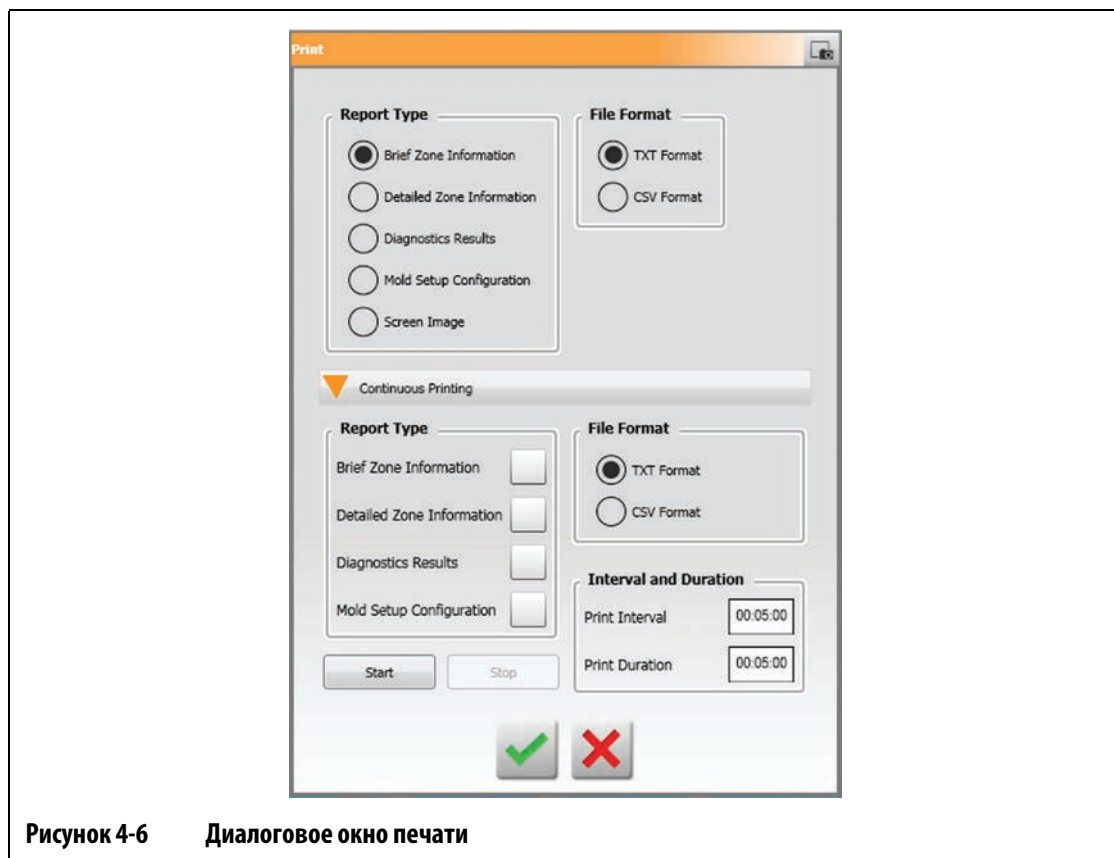 Print
Report Type
Brief Zone Information
Detailed Zone Information
Diagnostics Results
Mold Setup Configuration
Screen Image
File Format
TXT Format
CSV Format
Continuous Printing
Report Type
Brief Zone Information
Detailed Zone Information
Diagnostics Results
Mold Setup Configuration
File Format
TXT Format
CSV Format
Interval and Duration
Print Interval 00:05:00
Print Duration 00:05:00
Start Stop
Рисунок 4-6 Диалоговое окно печати